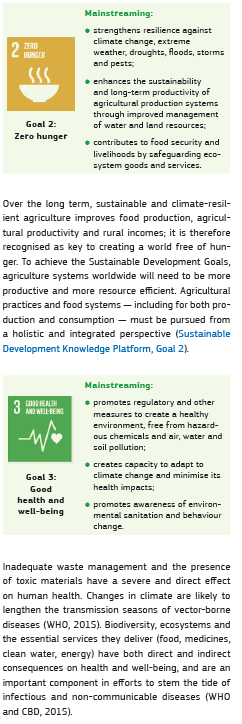 Mainstreaming:
● strengthens resilience against
climate change, extreme
weather, droughts, floods, storms
and pests;
● enhances the sustainability
and long-term productivity of
agricultural production systems
through improved management
of water and land resources;
● contributes to food security and
livelihoods by safeguarding eco-
system goods and services.
2 ZERO
HUNGER
Goal 2:
Zero hunger
Over the long term, sustainable and climate-resil-
ient agriculture improves food production, agricul-
tural productivity and rural incomes; it is therefore
recognised as key to creating a world free of hun-
ger. To achieve the Sustainable Development Goals,
agriculture systems worldwide will need to be more
productive and more resource efficient. Agricultural
practices and food systems — including for both pro-
duction and consumption — must be pursued from
a holistic and integrated perspective (Sustainable
Development Knowledge Platform, Goal 2).
Mainstreaming:
● promotes regulatory and other
measures to create a healthy
environment, free from hazard-
ous chemicals and air, water and
soil pollution;
● creates capacity to adapt to
climate change and minimise its
health impacts;
● promotes awareness of environ-
mental sanitation and behaviour
change.
3 GOOD HEALTH
AND WELL-BEING
Goal 3:
Good
health and
well-being
Inadequate waste management and the presence
of toxic materials have a severe and direct effect
on human health. Changes in climate are likely to
lengthen the transmission seasons of vector-borne
diseases (WHO, 2015). Biodiversity, ecosystems and
the essential services they deliver (food, medicines,
clean water, energy) have both direct and indirect
consequences on health and well-being, and are an
important component in efforts to stem the tide of
infectious and non-communicable diseases (WHO
and CBD, 2015).